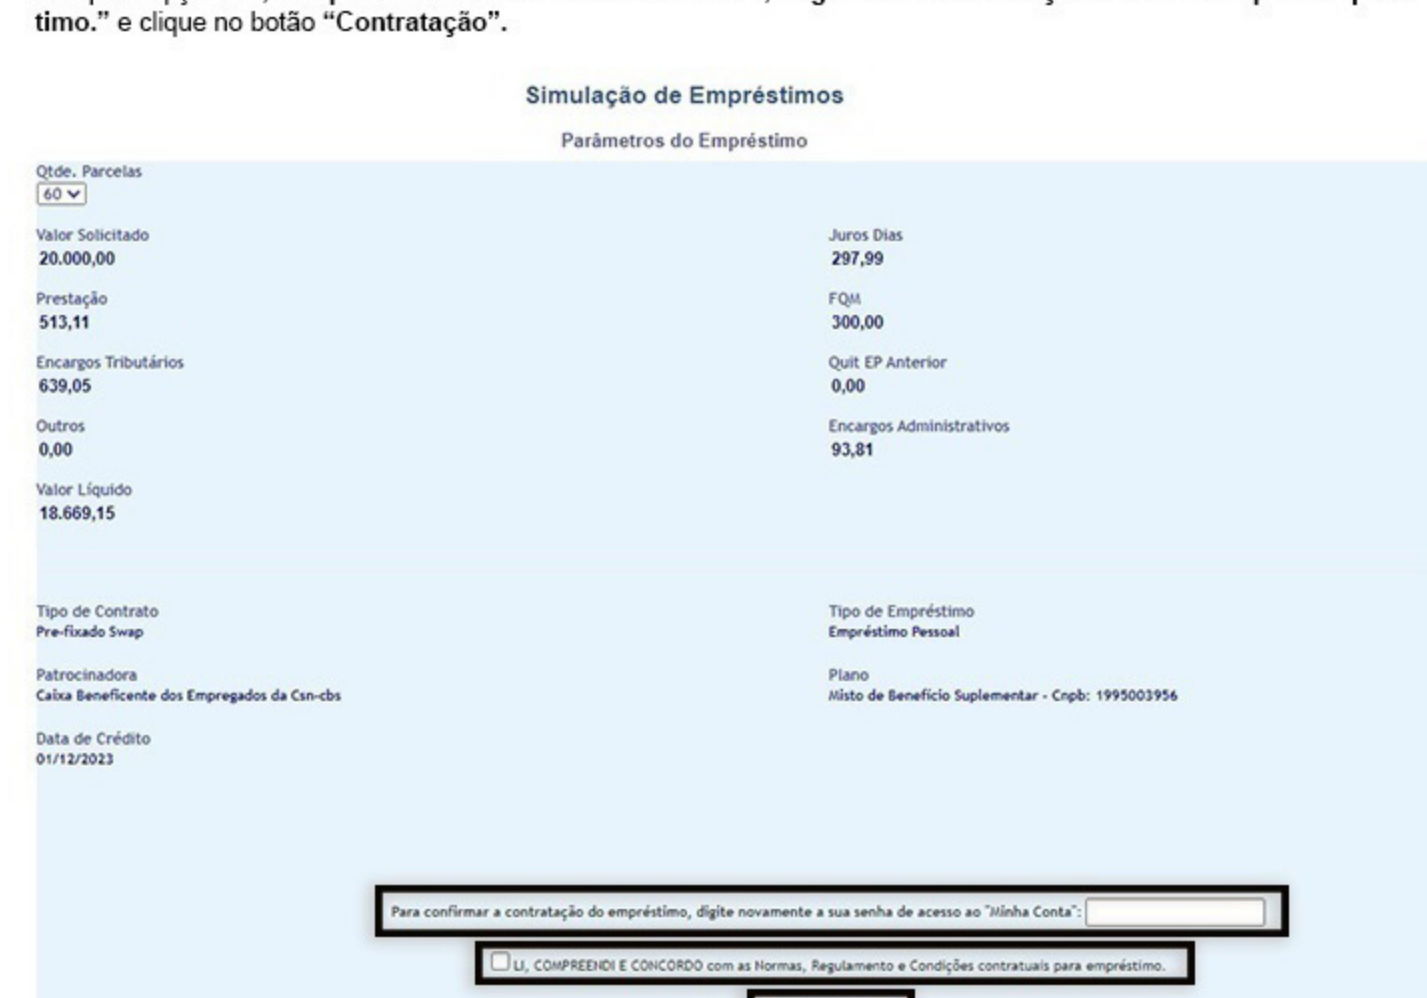 timo.” e clique no botão “Contratação”.
Simulação de Empréstimos
Parâmetros do Empréstimo
Qtde. Parcelas
60
Valor Solicitado
20.000,00
Juros Dias
297,99
Prestação
513,11
FQM
300,00
Encargos Tributários
639,05
Quit EP Anterior
0,00
Outros
0,00
Encargos Administrativos
93,81
Valor Líquido
18.669,15
Tipo de Contrato
Pre-fixado Swap
Tipo de Empréstimo
Empréstimo Pessoal
Patrocinadora
Caixa Beneficente dos Empregados da Csn-cbs
Plano
Misto de Benefício Suplementar - Cnpb: 1995003956
Data de Crédito
01/12/2023
Para confirmar a contratação do empréstimo, digite novamente a sua senha de acesso ao "Minha Conta":
LI, COMPREENDI E CONCORDO com as Normas, Regulamento e Condições contratuais para empréstimo.